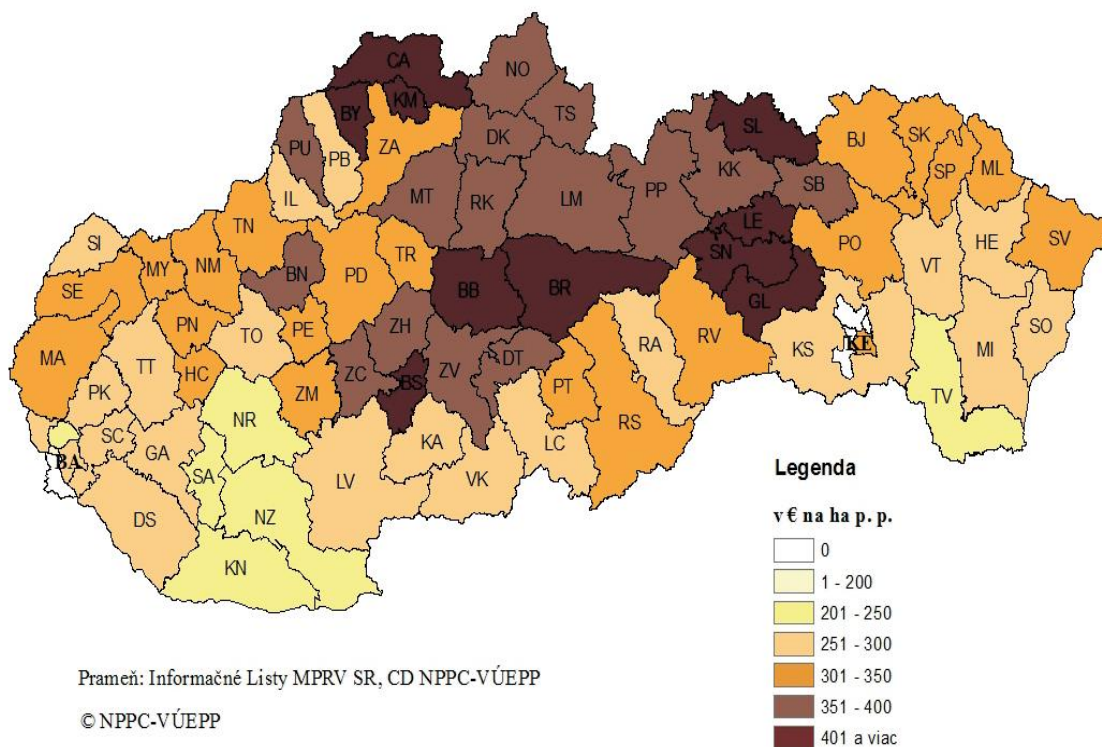 CA
NO
KM
BY
TS
SL
PU
PB
ZA
DK
BJ
SK
SP
ML
KK
SB
IL
MT
RK
LM
PP
LE
TN
SI
SN
PO
HE
SV
BN
PD
TR
VT
MY
NM
SE
BB
BR
GL
PN
TO
PE
ZH
RA
RV
SO
MA
TT
HC
ZC
BS
ZV
DT
KS
KE
MI
PK
ZM
PT
TV
NR
RS
SC
GA
KA
LC
BA
SA
LV
VK
DS
NZ
KN
Legenda
v € na ha p. p.
0
1 - 200
201 - 250
251 - 300
301 - 350
351 - 400
401 a viac
Prameň: Informačné Listy MPRV SR, CD NPPC-VÚEPP
© NPPC-VÚEPP